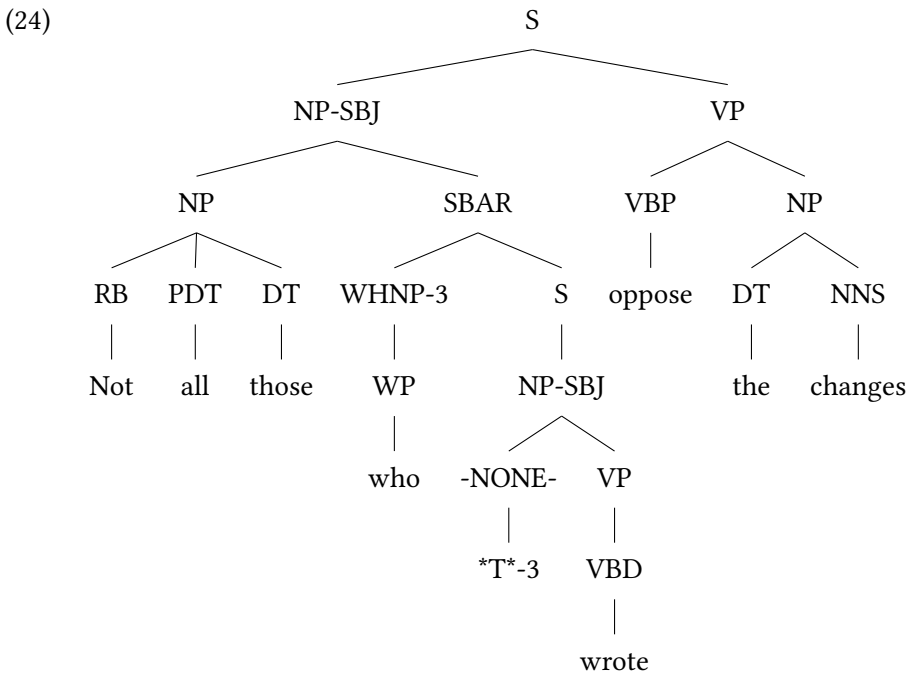 (24) S
NP-SBJ VP
NP SBAR VBP NP
RB PDT DT WHNP-3 S oppose DT NNS
Not all those WP NP-SBJ the changes
who -NONE- VP
*T*-3 VBD
wrote